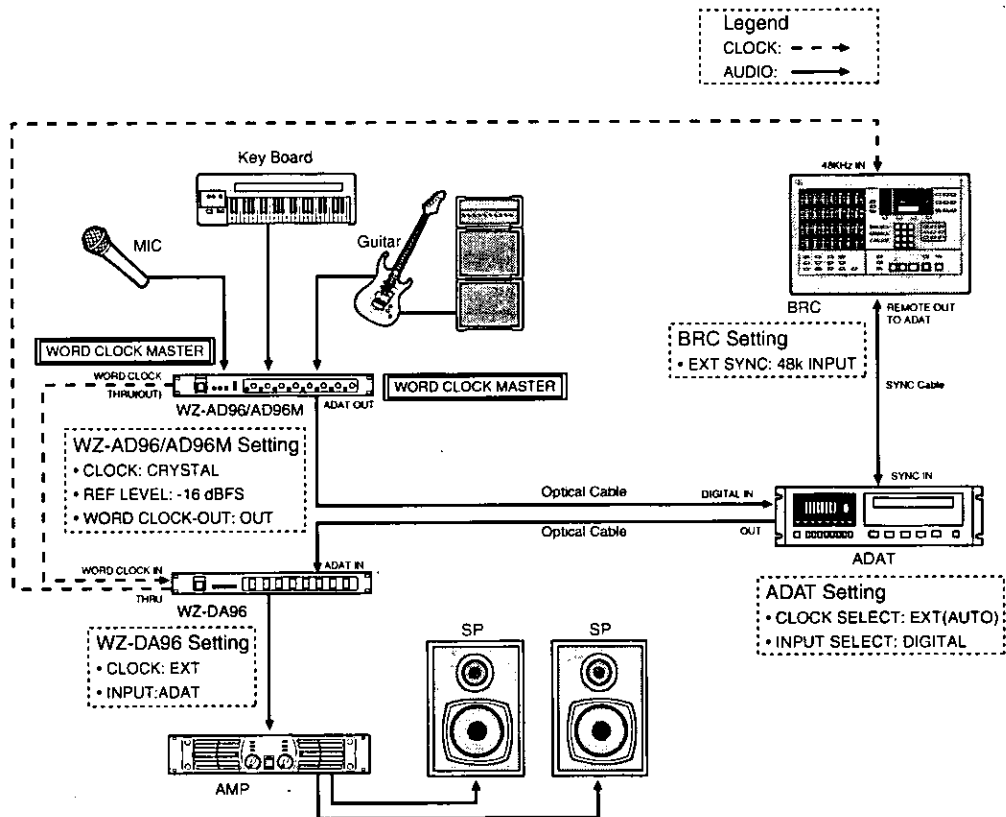 Legend
CLOCK:
AUDIO:
48KHz IN
Key Board
MIC
Guitar
BRC
REMOTE OUT
TO ADAT
BRC Setting
• EXT SYNC: 48k INPUT
SYNC Cable
WORD CLOCK MASTER
WORD CLOCK
THRU(OUT)
ADAT OUT
WORD CLOCK MASTER
WZ-AD96/AD96M
WZ-AD96/AD96M Setting
• CLOCK: CRYSTAL
• REF LEVEL: -16 dBFS
• WORD CLOCK-OUT: OUT
SYNC IN
Optical Cable
DIGITAL IN
Optical Cable
OUT
ADAT
WORD CLOCK IN
THRU
ADAT IN
WZ-DA96
ADAT Setting
• CLOCK SELECT: EXT(AUTO)
• INPUT SELECT: DIGITAL
WZ-DA96 Setting
• CLOCK: EXT
• INPUT:ADAT
SP
SP
AMP